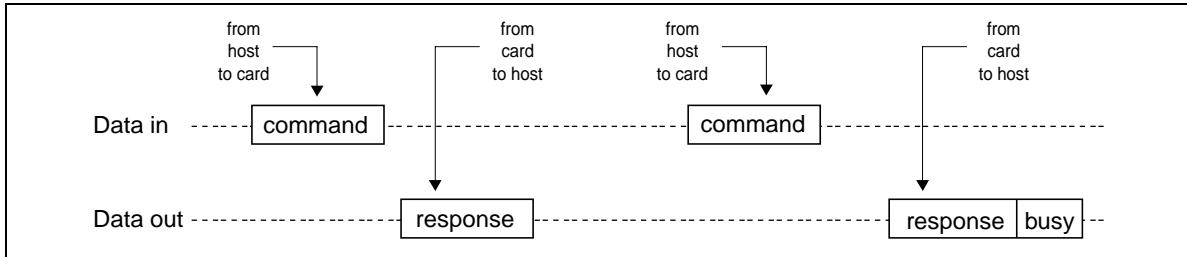 from
host
to card
from
card
to host
from
host
to card
from
card
to host
Data in
command
command
Data out
response
response
busy